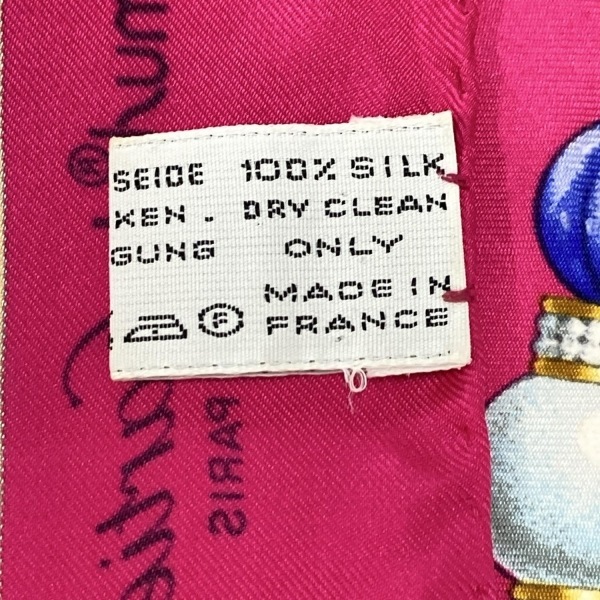 SEIDE 100% SILK
KEN . DRY CLEAN
GUNG ONLY
MADE IN
Ⓕ FRANCE
®
PARIS